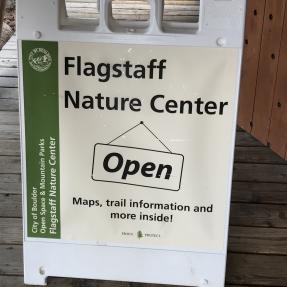 Flagstaff
Nature Center
Open
Maps, trail information and
more inside!
City of Boulder
Open Space & Mountain Parks
Flagstaff Nature Center